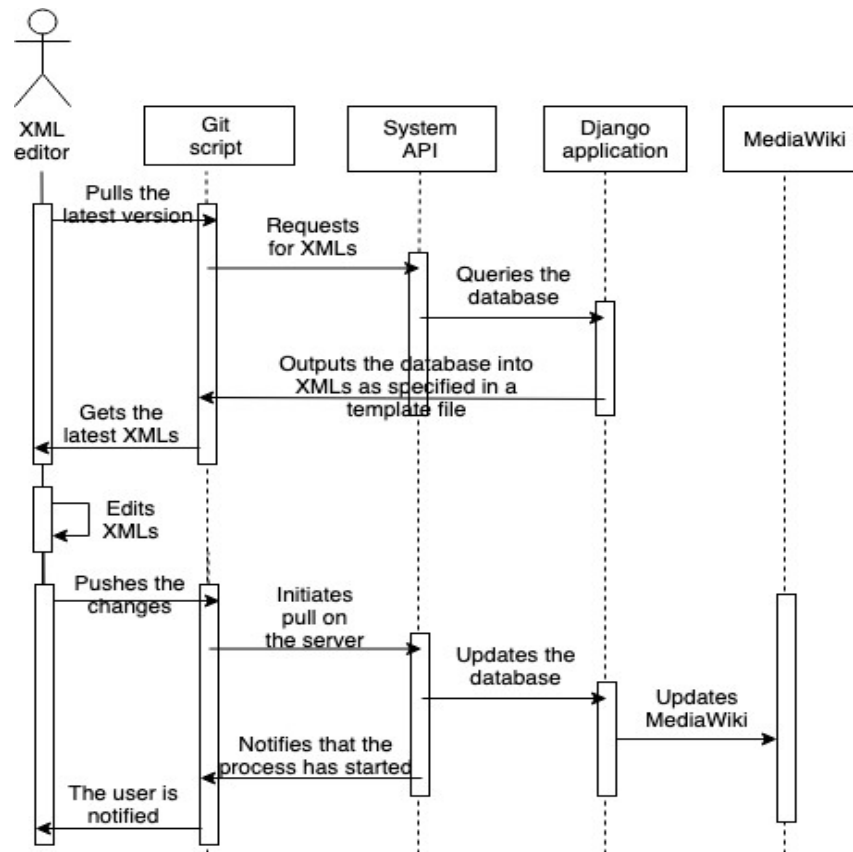 XML
editor
Git
script
System
API
Django
application
MediaWiki
Pulls the
latest version
Requests
for XMLs
Queries the
database
Outputs the database into
XMLs as specified in a
template file
Gets the
latest XMLs
Edits
XMLs
Pushes the
changes
Initiates
pull on
the server
Updates the
database
Updates
MediaWiki
Notifies that the
process has started
The user is
notified